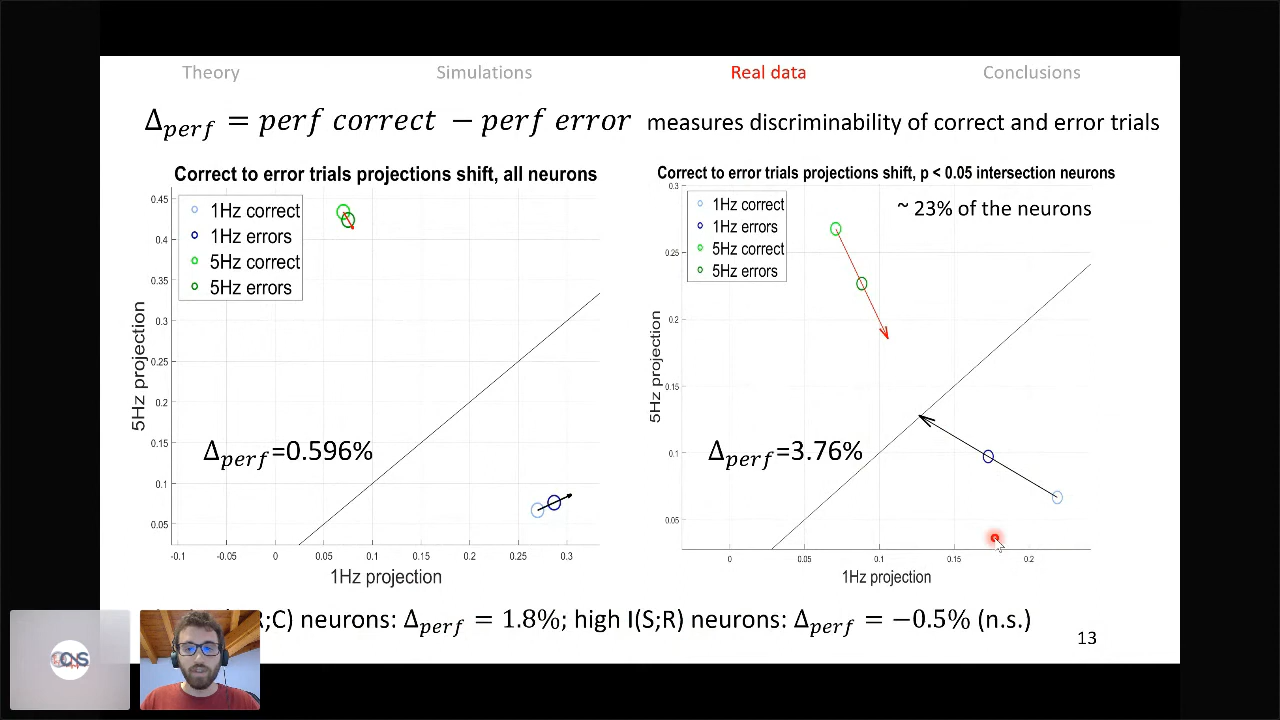 Theory Simulations Real data Conclusions
Δperf = perf correct − perf error measures discriminability of correct and error trials
Correct to error trials projections shift, all neurons
0.45
0.4
0.35
0.3
0.25
0.2
0.15
0.1
0.05
5Hz projection
1Hz correct
1Hz errors
5Hz correct
5Hz errors
Δperf=0.596%
-0.1 -0.05 0 0.05 0.1 0.15 0.2 0.25 0.3
1Hz projection
Correct to error trials projections shift, p < 0.05 intersection neurons
0.3
0.25
0.2
0.15
0.1
0.05
5Hz projection
1Hz correct
1Hz errors
5Hz correct
5Hz errors
~ 23% of the neurons
Δperf=3.76%
0 0.05 0.1 0.15 0.2
1Hz projection
R;C) neurons: Δperf = 1.8%; high I(S;R) neurons: Δperf = −0.5% (n.s.)
13